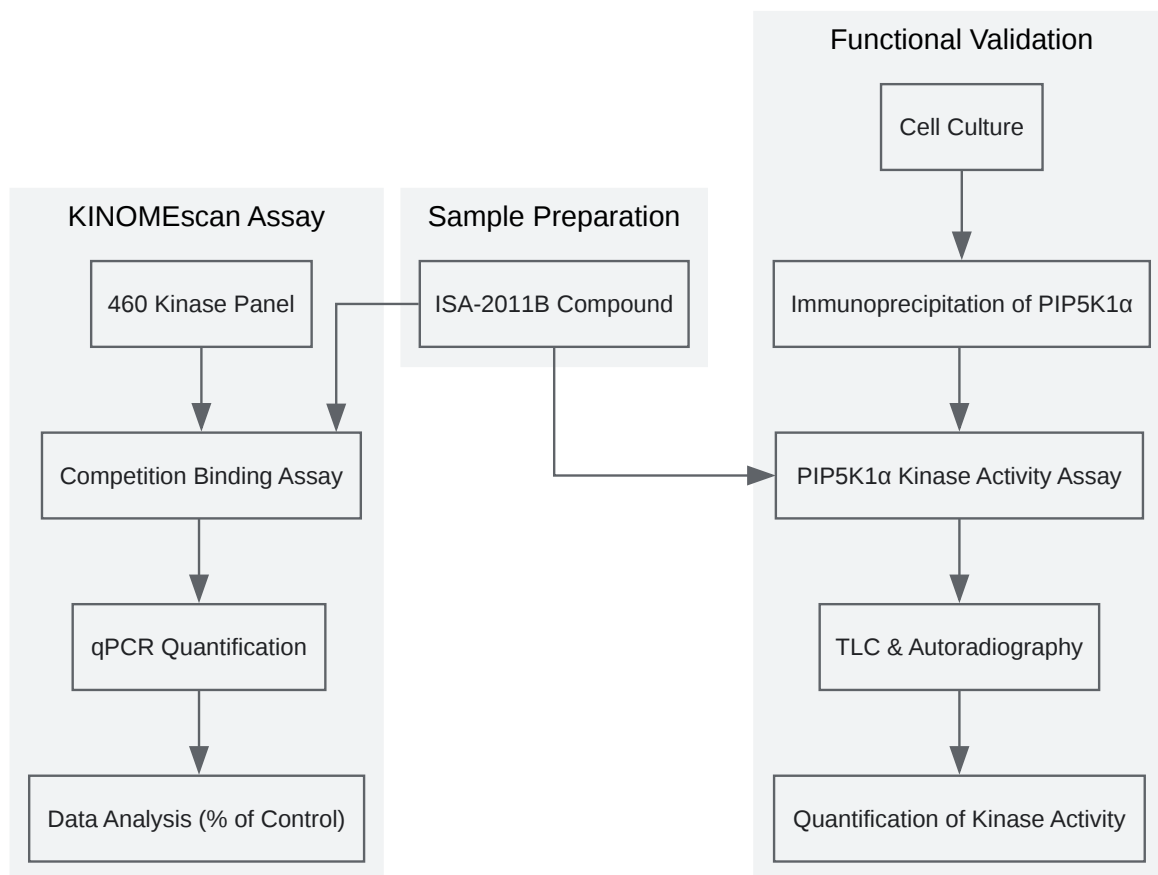 Functional Validation
Cell Culture
KINOMEscan Assay
Sample Preparation
460 Kinase Panel
ISA-2011B Compound
Immunoprecipitation of PIP5K1α
Competition Binding Assay
PIP5K1α Kinase Activity Assay
qPCR Quantification
TLC & Autoradiography
Data Analysis (% of Control)
Quantification of Kinase Activity